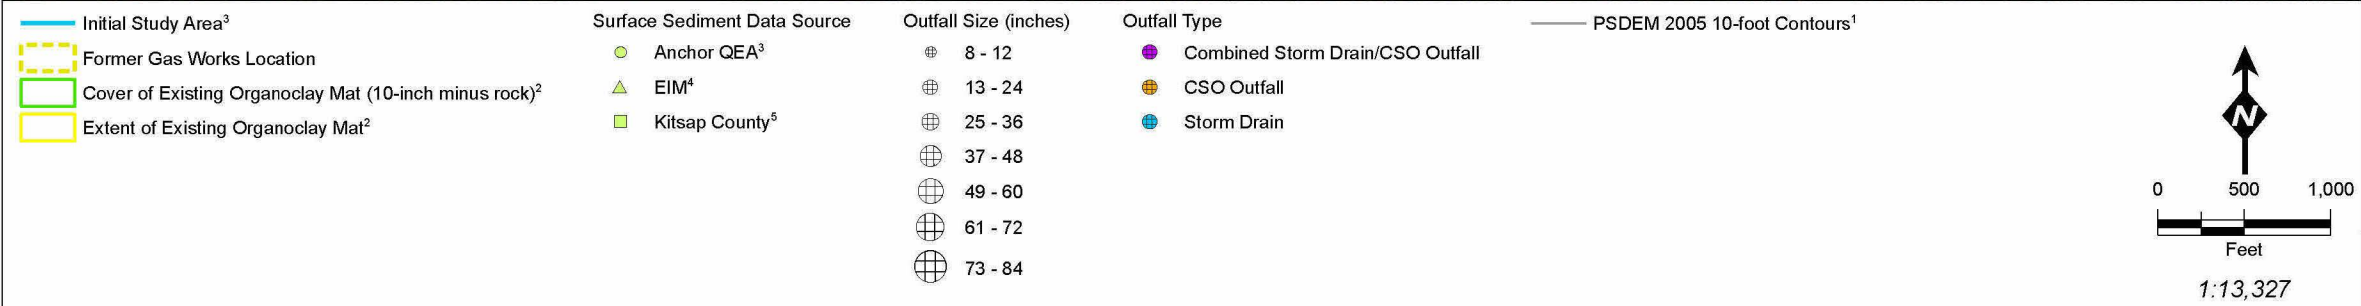 Initial Study Area³
Former Gas Works Location
Cover of Existing Organoclay Mat (10-inch minus rock)²
Extent of Existing Organoclay Mat²
Surface Sediment Data Source
Anchor QEA³
EIM⁴
Kitsap County⁵
Outfall Size (inches)
8 - 12
13 - 24
25 - 36
37 - 48
49 - 60
61 - 72
73 - 84
Outfall Type
Combined Storm Drain/CSO Outfall
CSO Outfall
Storm Drain
PSDEM 2005 10-foot Contours¹
N
0 500 1,000
Feet
1:13,327